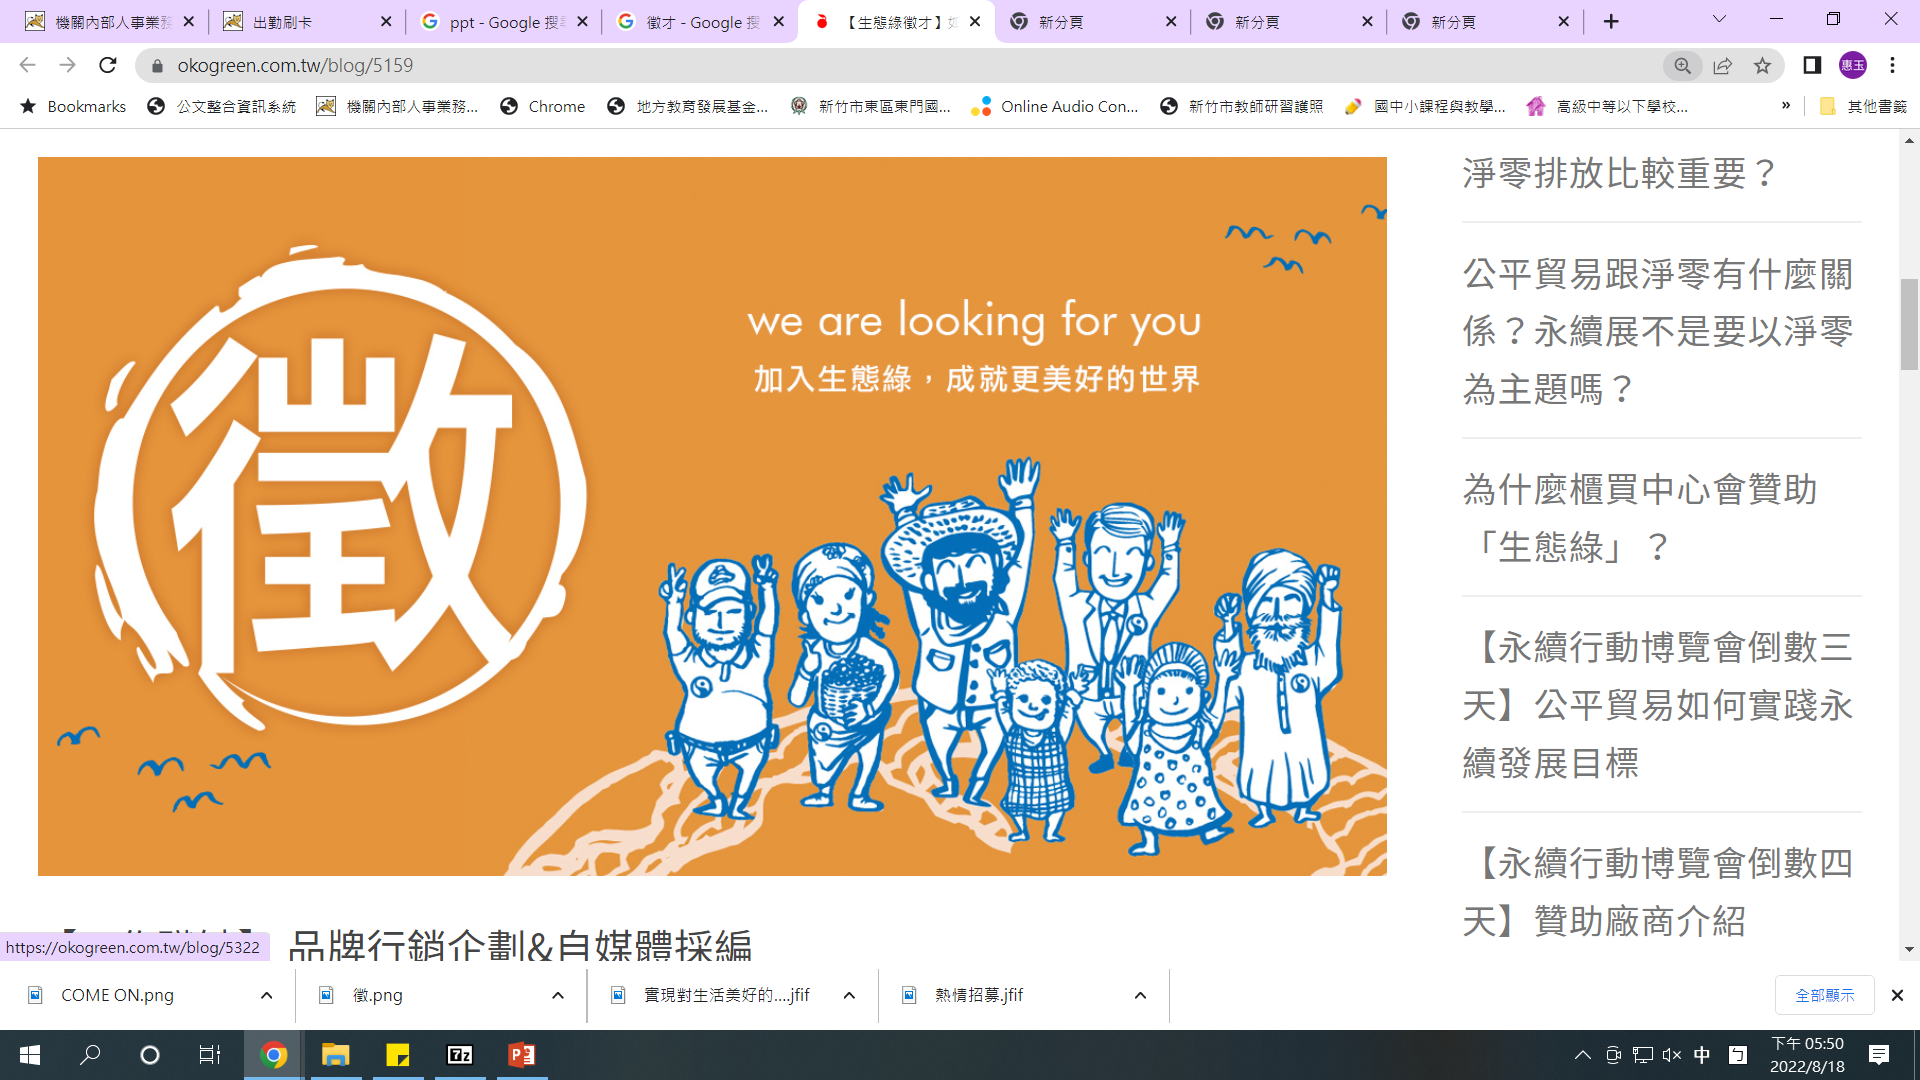 機關內部人事業務
出勤刷卡
ppt - Google 搜
徵才 - Google 搜
【生態綠徵才】
新分頁
新分頁
新分頁
okogreen.com.tw/blog/5159
惠玉
Bookmarks
公文整合資訊系統
機關內部人事業務...
Chrome
地方教育發展基金...
新竹市東區東門國...
Online Audio Con...
新竹市教師研習護照
國中小課程與教學...
高級中等以下學校...
»
其他書籤
徵
we are looking for you
加入生態綠，成就更美好的世界
淨零排放比較重要？
公平貿易跟淨零有什麼關
係？永續展不是要以淨零
為主題嗎？
為什麼櫃買中心會贊助
「生態綠」？
【永續行動博覽會倒數三
天】公平貿易如何實踐永
續發展目標
【永續行動博覽會倒數四
天】贊助廠商介紹
品牌行銷企劃&自媒體採編
https://okogreen.com.tw/blog/5322
COME ON.png
徵.png
實現對生活美好的....jfif
熱情招募.jfif
全部顯示
7z
中
ㄅ
下午 05:50
2022/8/18